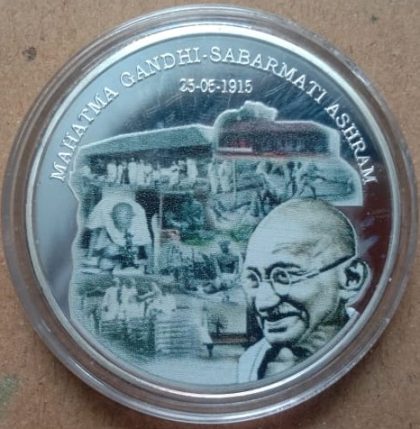 MAHATMA GANDHI-SABARMATI ASHRAM
25-05-1915